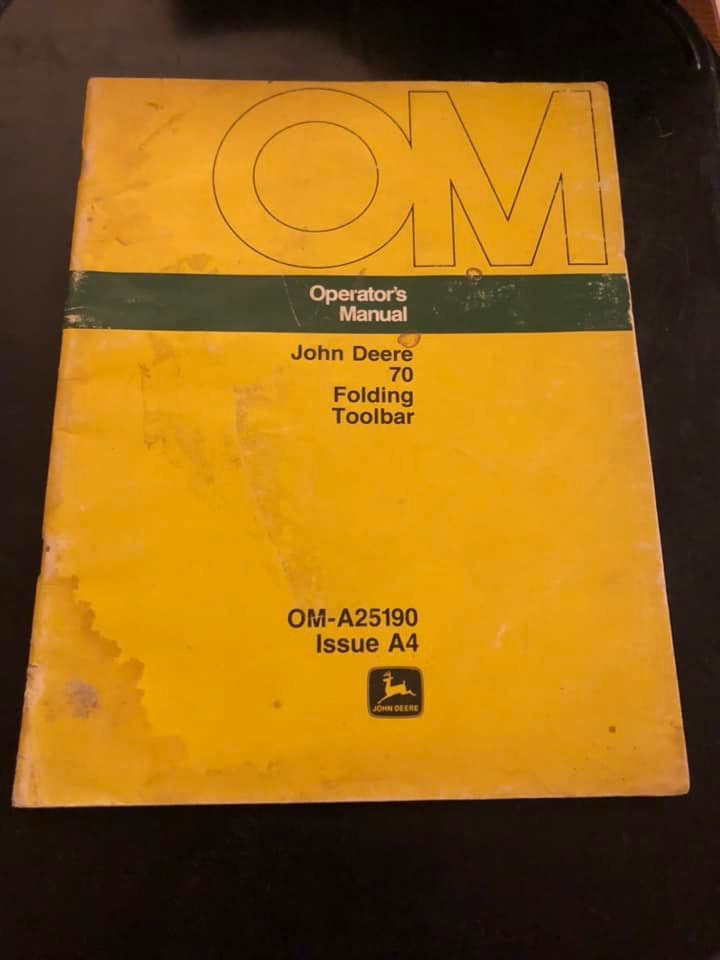 OM
Operator's
Manual
John Deere
70
Folding
Toolbar
OM-A25190
Issue A4
JOHN DEERE